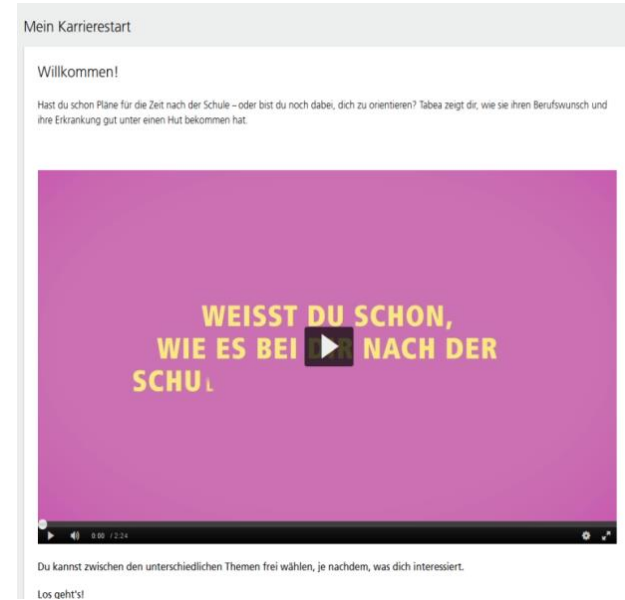 Mein Karrierestart
Willkommen!
Hast du schon Pläne für die Zeit nach der Schule – oder bist du noch dabei, dich zu orientieren? Tabea zeigt dir, wie sie ihren Berufswunsch und
ihre Erkrankung gut unter einen Hut bekommen hat.
WEISST DU SCHON,
WIE ES BEI DIR NACH DER
SCHUL
0:00 / 2:24
Du kannst zwischen den unterschiedlichen Themen frei wählen, je nachdem, was dich interessiert.
Los geht's!